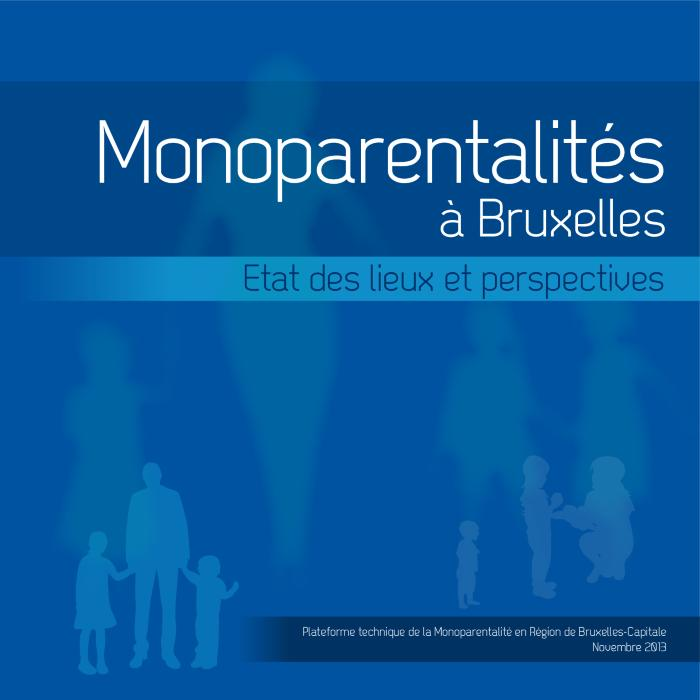 Monoparentalités
à Bruxelles
Etat des lieux et perspectives
Plateforme technique de la Monoparentalité en Région de Bruxelles-Capitale
Novembre 2013